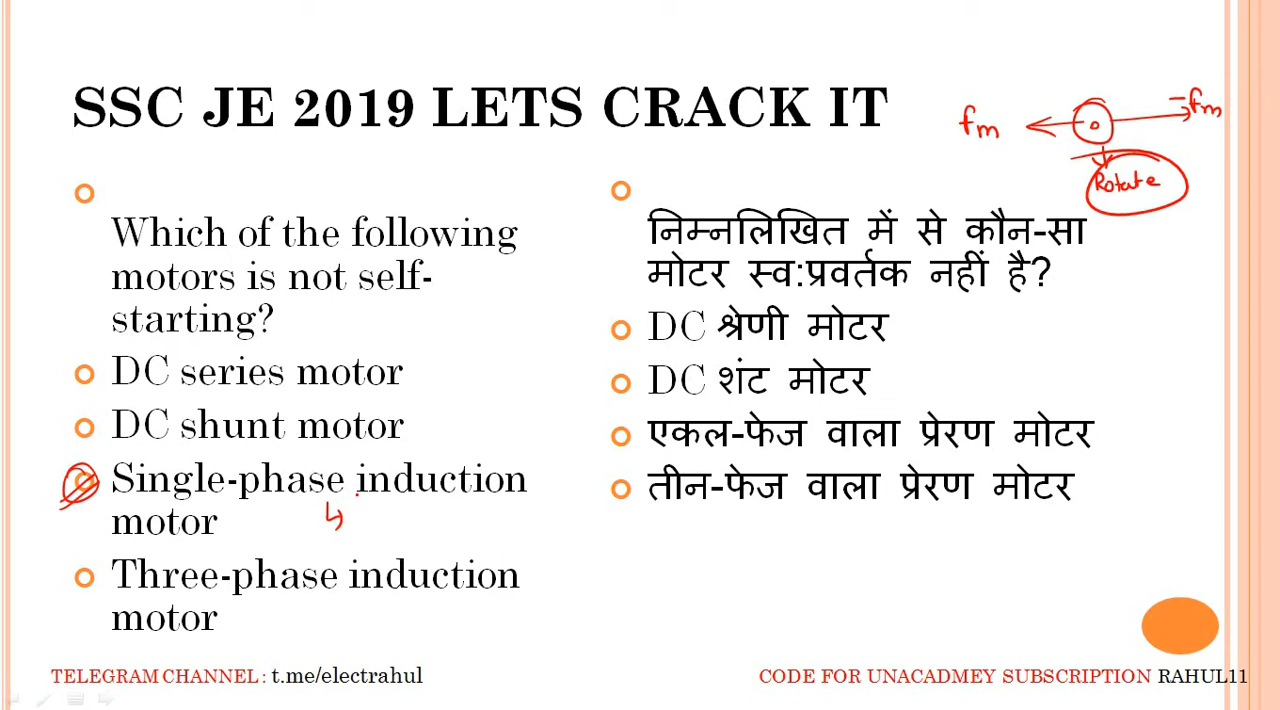 SSC JE 2019 LETS CRACK IT
fm
-fm
Rotate
Which of the following
motors is not self-
starting?
DC series motor
DC shunt motor
Single-phase induction
motor
Three-phase induction
motor
निम्नलिखित में से कौन-सा
मोटर स्व:प्रवर्तक नहीं है?
DC श्रेणी मोटर
DC शंट मोटर
एकल-फेज वाला प्रेरण मोटर
तीन-फेज वाला प्रेरण मोटर
TELEGRAM CHANNEL: t.me/electrahul
CODE FOR UNACADMEY SUBSCRIPTION RAHUL11